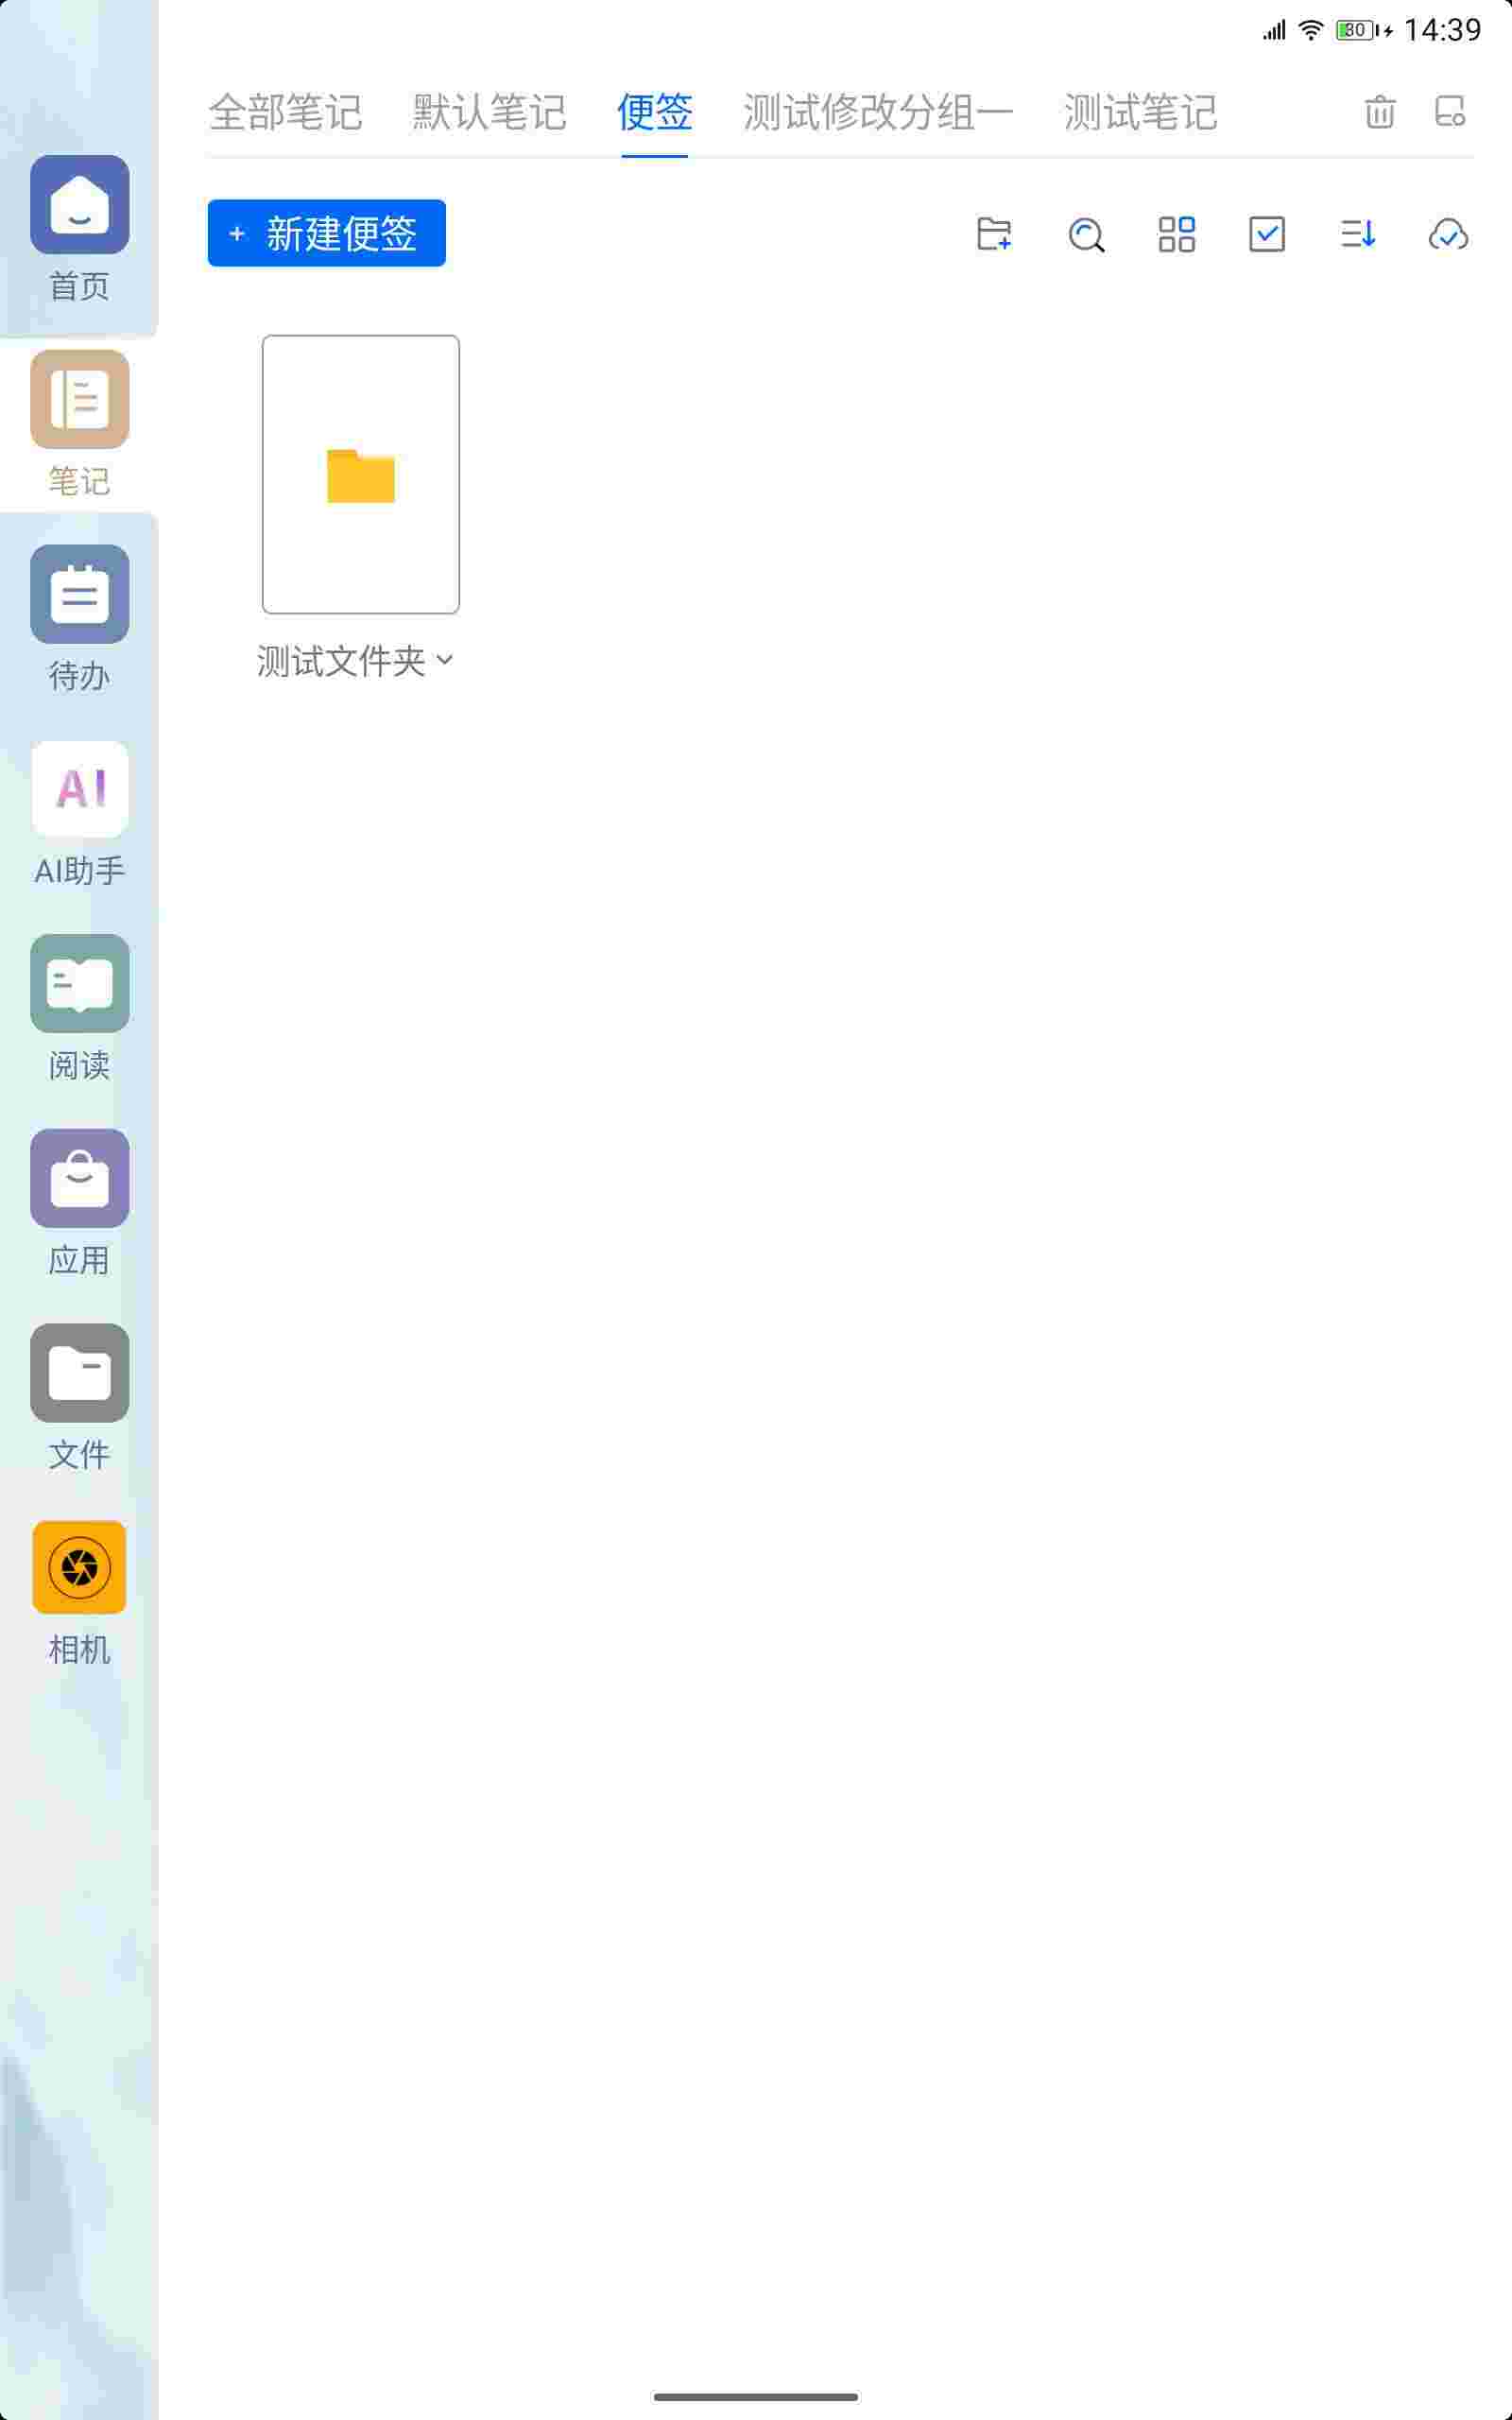 30 14:39
全部笔记 默认笔记 便签 测试修改分组一 测试笔记
+ 新建便签
首页
笔记
待办
测试文件夹
AI
AI助手
阅读
应用
文件
相机